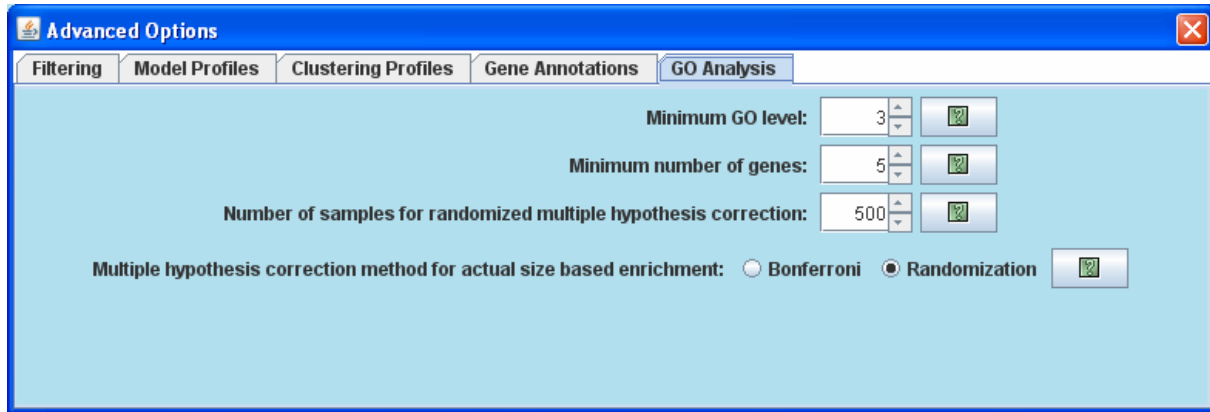 Advanced Options
Filtering Model Profiles Clustering Profiles Gene Annotations GO Analysis
Minimum GO level: 3
Minimum number of genes: 5
Number of samples for randomized multiple hypothesis correction: 500
Multiple hypothesis correction method for actual size based enrichment: Bonferroni Randomization